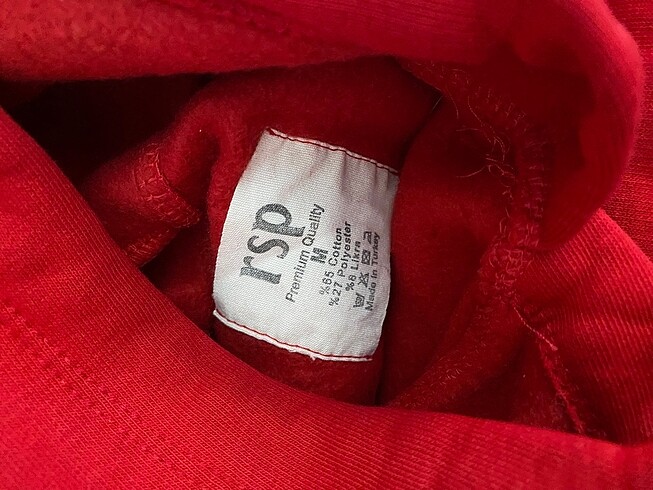 rsp
Premium Quality
M
%65 Cotton
%27 Polyester
%8 Likra
Made In Turkey